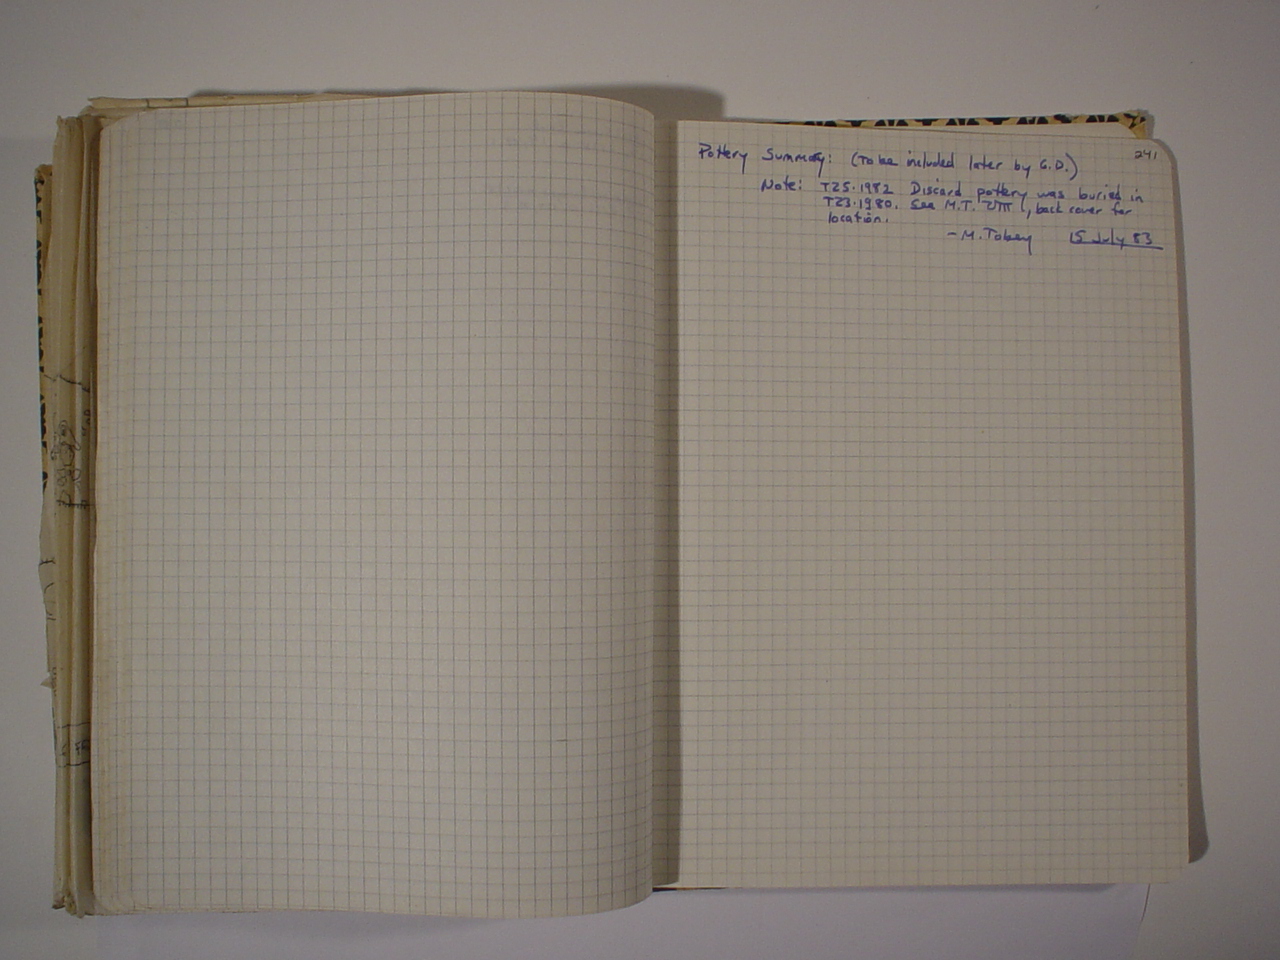 241
Pottery Summary: (To be included later by G.D.)
Note: T25·1982 Discard pottery was buried in
T23·1980. See M.T. VIII, back cover for
location.
-M. Tobey 15 July 83